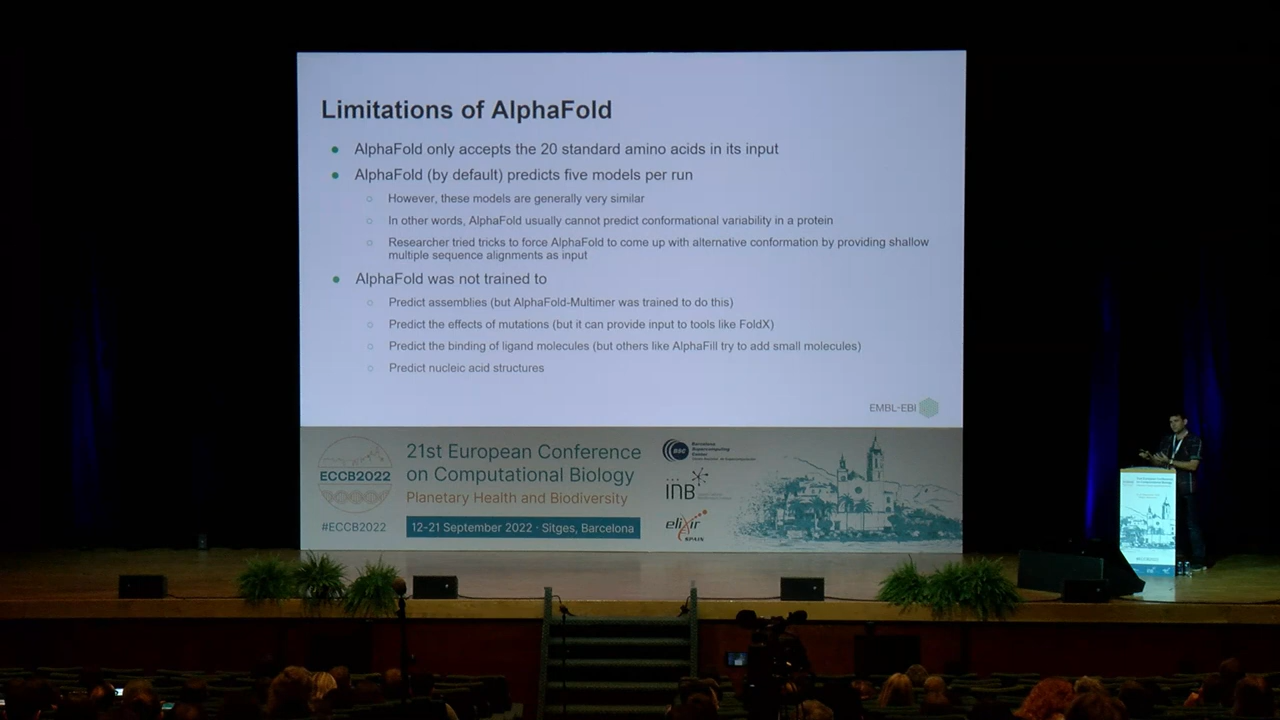 Limitations of AlphaFold
● AlphaFold only accepts the 20 standard amino acids in its input
● AlphaFold (by default) predicts five models per run
○ However, these models are generally very similar
○ In other words, AlphaFold usually cannot predict conformational variability in a protein
○ Researcher tried tricks to force AlphaFold to come up with alternative conformation by providing shallow
multiple sequence alignments as input
● AlphaFold was not trained to
○ Predict assemblies (but AlphaFold-Multimer was trained to do this)
○ Predict the effects of mutations (but it can provide input to tools like FoldX)
○ Predict the binding of ligand molecules (but others like AlphaFill try to add small molecules)
○ Predict nucleic acid structures
EMBL-EBI
ECCB2022
#ECCB2022
21st European Conference
on Computational Biology
Planetary Health and Biodiversity
12-21 September 2022 · Sitges, Barcelona
BSC
Barcelona
Supercomputing
Center
INB
elixir
SPAIN